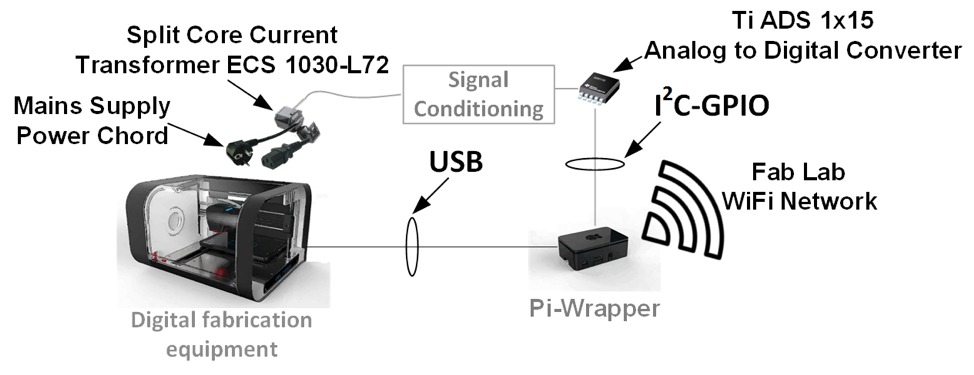 Split Core Current
Transformer ECS 1030-L72
Mains Supply
Power Chord
Signal
Conditioning
Ti ADS 1x15
Analog to Digital Converter
I²C-GPIO
USB
Fab Lab
WiFi Network
Digital fabrication
equipment
Pi-Wrapper